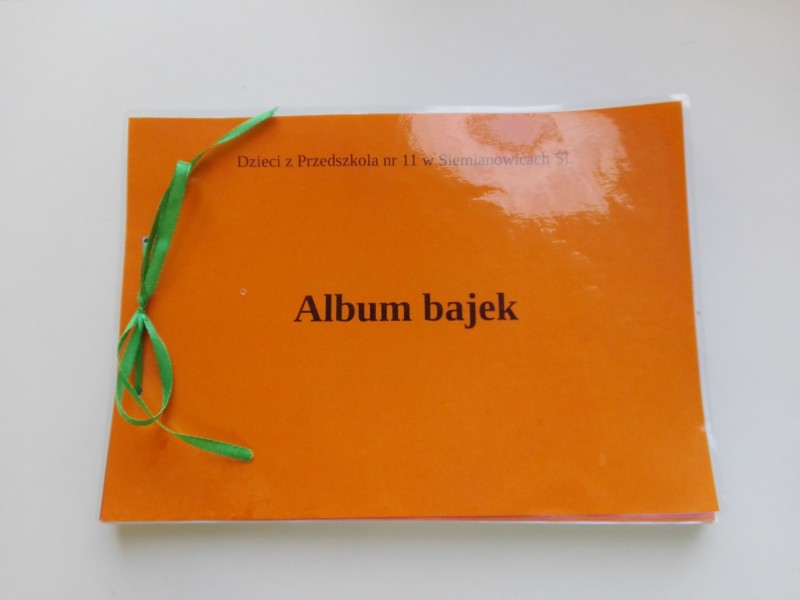 Dzieci z Przedszkola nr 11 w Siemianowicach Śl.
Album bajek